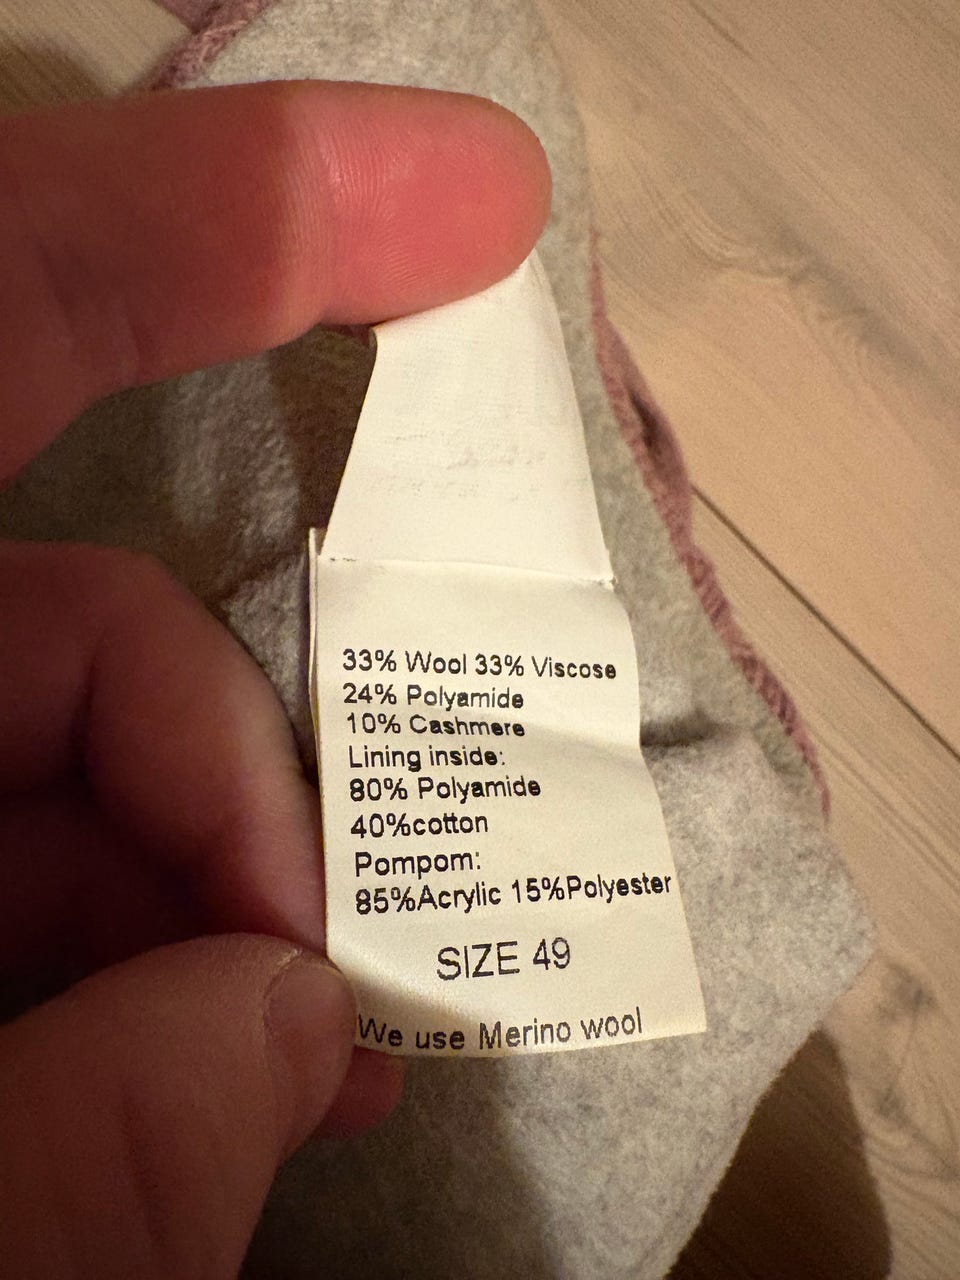 33% Wool 33% Viscose
24% Polyamide
10% Cashmere
Lining inside:
80% Polyamide
40%cotton
Pompom:
85%Acrylic 15%Polyester
SIZE 49
We use Merino wool